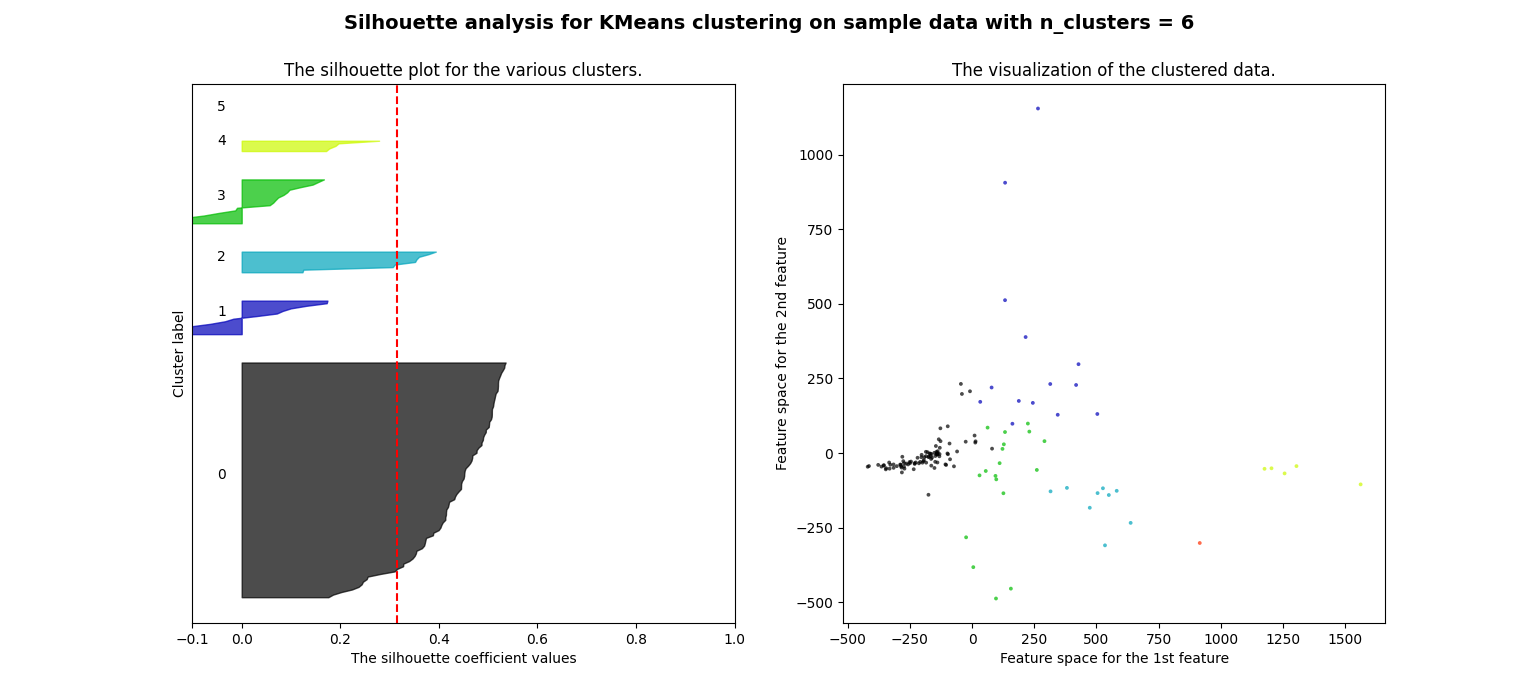 Silhouette analysis for KMeans clustering on sample data with n_clusters = 6
The silhouette plot for the various clusters.
5
4
3
2
1
0
Cluster label
−0.1 0.0 0.2 0.4 0.6 0.8 1.0
The silhouette coefficient values
The visualization of the clustered data.
1000
750
500
250
0
−250
−500
Feature space for the 2nd feature
−500 −250 0 250 500 750 1000 1250 1500
Feature space for the 1st feature